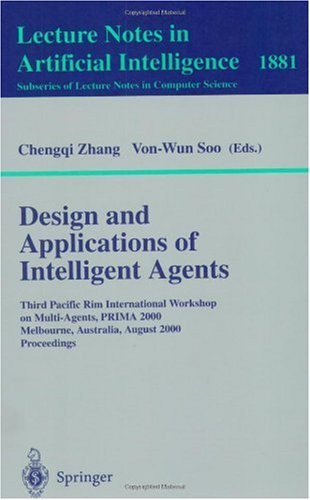 Lecture Notes in
Artificial Intelligence 1881
Subseries of Lecture Notes in Computer Science
Chengqi Zhang Von-Wun Soo (Eds.)
Design and
Applications of
Intelligent Agents
Third Pacific Rim International Workshop
on Multi-Agents, PRIMA 2000
Melbourne, Australia, August 2000
Proceedings
Springer